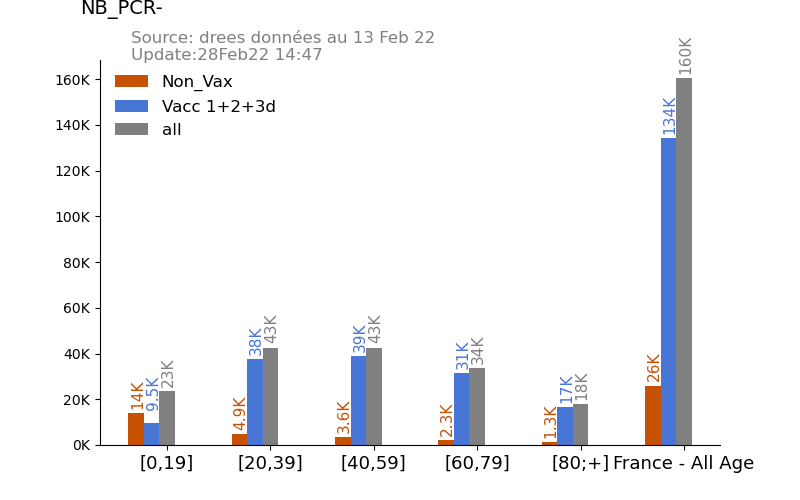 NB_PCR-
Source: drees données au 13 Feb 22
Update:28Feb22 14:47
Non_Vax
Vacc 1+2+3d
all
160K
140K
120K
100K
80K
60K
40K
20K
0K
14K 9.5K 23K
4.9K 38K 43K
3.6K 39K 43K
2.3K 31K 34K
1.3K 17K 18K
26K 134K 160K
[0,19] [20,39] [40,59] [60,79] [80;+] France - All Age